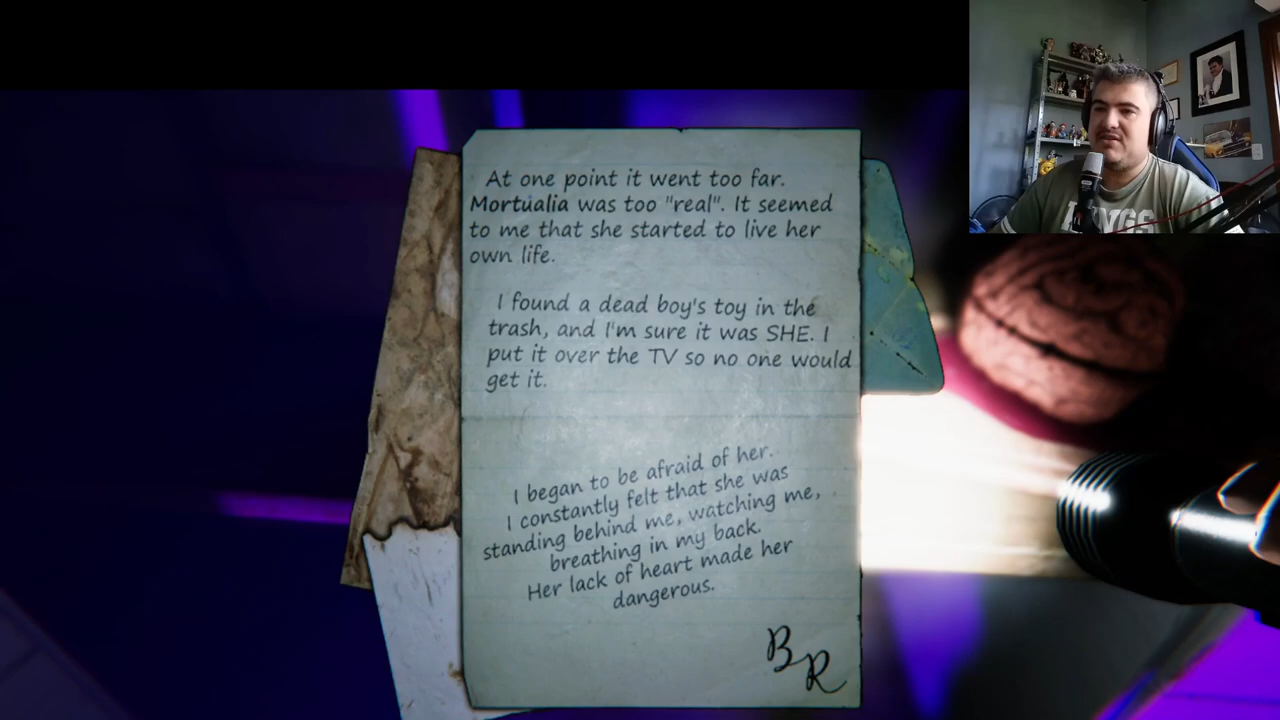 At one point it went too far.
Mortualia was too "real". It seemed
to me that she started to live her
own life.
I found a dead boy's toy in the
trash, and I'm sure it was SHE. I
put it over the TV so no one would
get it.
I began to be afraid of her.
I constantly felt that she was
standing behind me, watching me,
breathing in my back.
Her lack of heart made her
dangerous.
BR